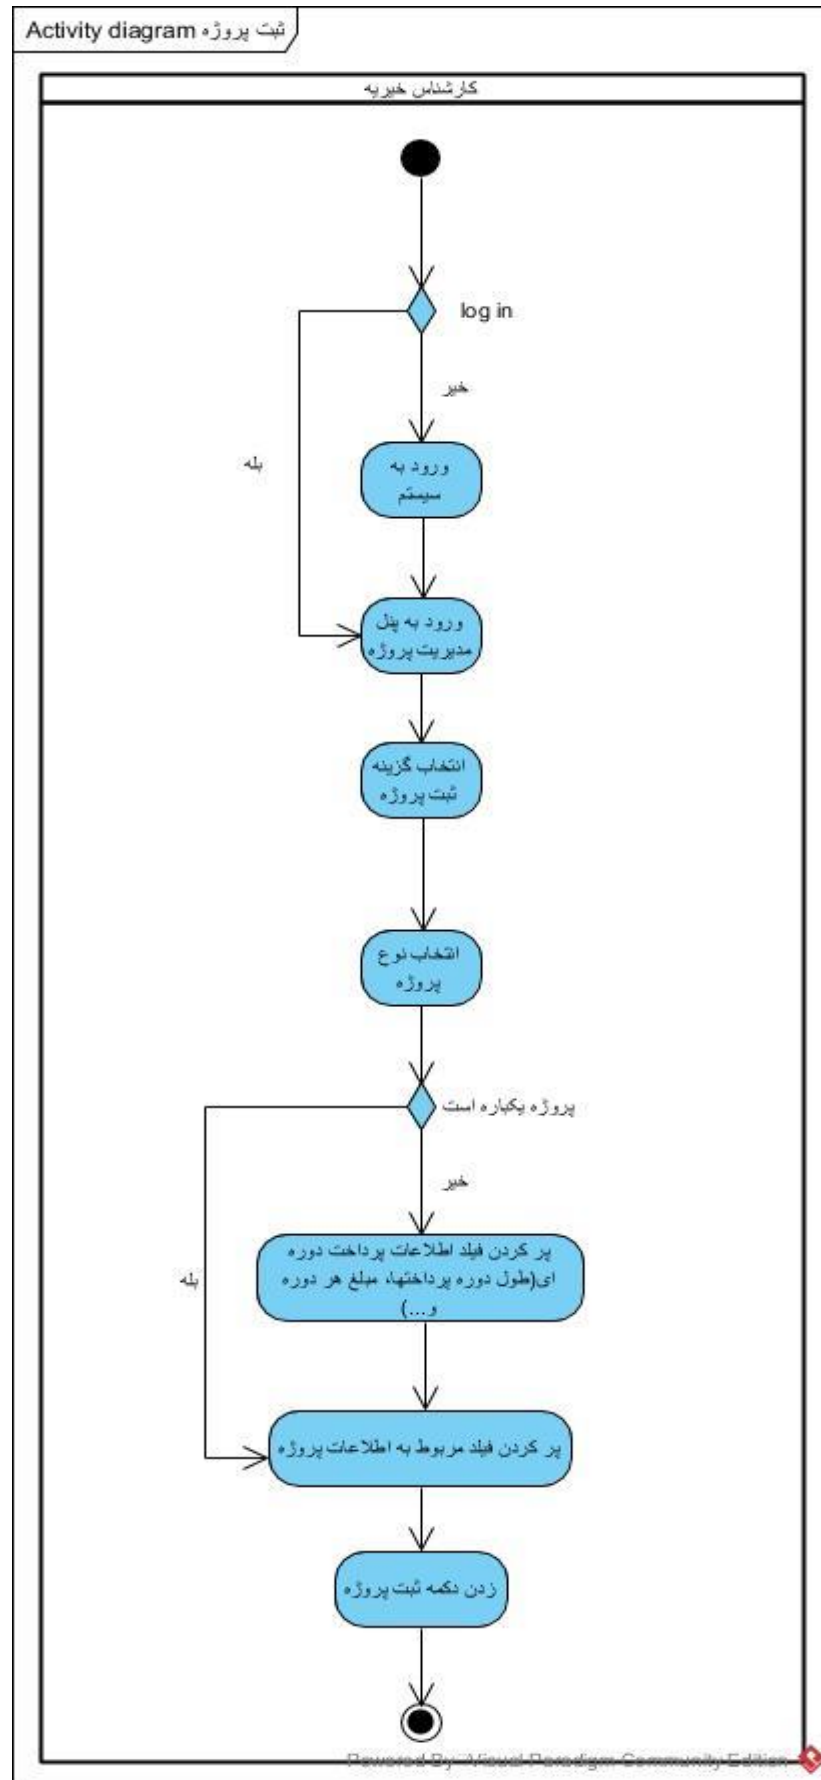 Activity diagram ثبت پروژه
کارشناس خیریه
log in
خیر
بله
ورود به
سیستم
ورود به پنل
مدیریت پروژه
انتخاب گزینه
ثبت پروژه
انتخاب نوع
پروژه
پروژه یکباره است
خیر
پر کردن فیلد اطلاعات پرداخت دوره
ای(طول دوره پرداختها، مبلغ هر دوره
و...)
بله
پر کردن فیلد مربوط به اطلاعات پروژه
زدن دکمه ثبت پروژه
Powered By Visual Paradigm Community Edition